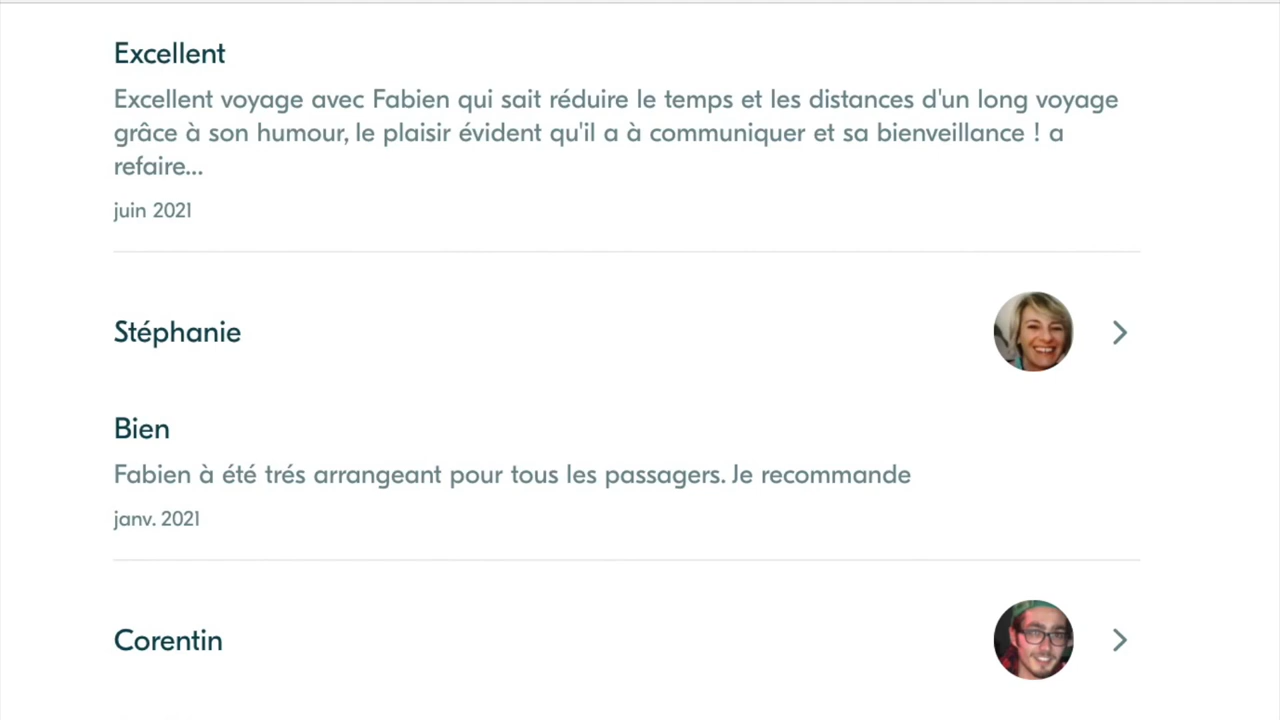 Excellent
Excellent voyage avec Fabien qui sait réduire le temps et les distances d'un long voyage
grâce à son humour, le plaisir évident qu'il a à communiquer et sa bienveillance ! a
refaire...
juin 2021
Stéphanie
Bien
Fabien à été trés arrangeant pour tous les passagers. Je recommande
janv. 2021
Corentin